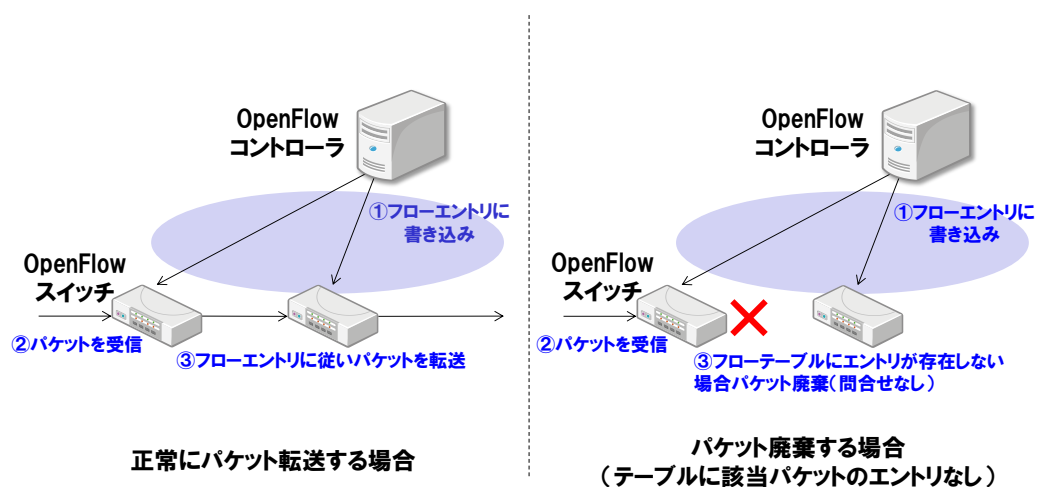 OpenFlow
コントローラ
①フローエントリに
書き込み
OpenFlow
スイッチ
②パケットを受信
③フローエントリに従いパケットを転送
正常にパケット転送する場合
OpenFlow
コントローラ
①フローエントリに
書き込み
OpenFlow
スイッチ
②パケットを受信
③フローテーブルにエントリが存在しない
場合パケット廃棄(問合せなし)
パケット廃棄する場合
(テーブルに該当パケットのエントリなし)